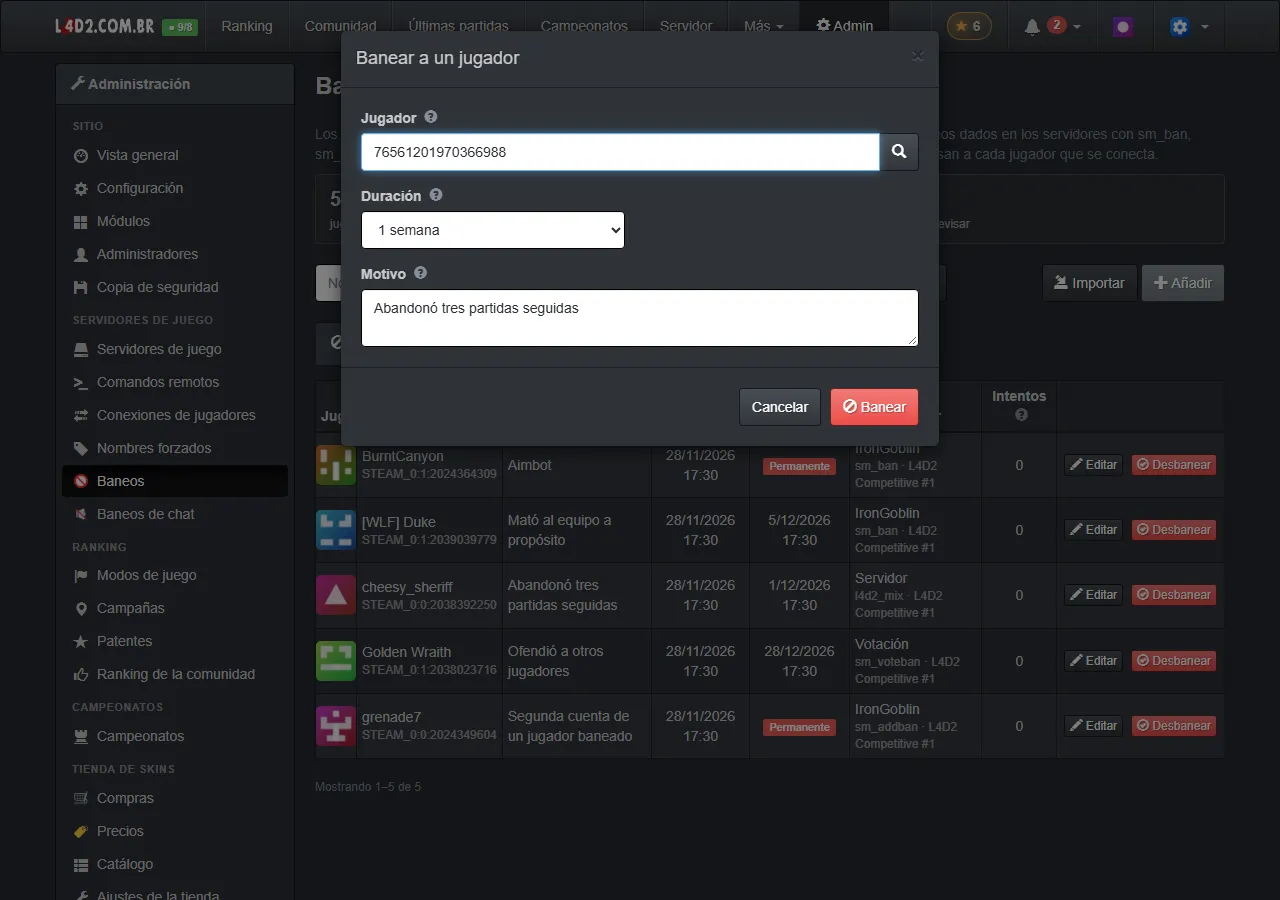 L4D2.COM.BR 9/8 Ranking Comunidad Últimas partidas Campeonatos Servidor Más Admin 6 2
Administración
SITIO
Vista general
Configuración
Módulos
Administradores
Copia de seguridad
SERVIDORES DE JUEGO
Servidores de juego
Comandos remotos
Conexiones de jugadores
Nombres forzados
Baneos
Baneos de chat
RANKING
Modos de juego
Campañas
Patentes
Ranking de la comunidad
CAMPEONATOS
Campeonatos
TIENDA DE SKINS
Compras
Precios
Catálogo
Ajustes de la tienda
Banear a un jugador
×
Jugador
76561201970366988
Duración
1 semana
Motivo
Abandonó tres partidas seguidas
Cancelar Banear
Los
dados en los servidores con sm_ban,
a cada jugador que se conecta.
5
Importar Añadir
Intentos
BurntCanyon
STEAM_0:1:2024364309
Aimbot
28/11/2026
17:30
Permanente
IronGoblin
sm_ban · L4D2
Competitive #1
0
Editar Desbanear
[WLF] Duke
STEAM_0:1:2039039779
Mató al equipo a
propósito
28/11/2026
17:30
5/12/2026
17:30
IronGoblin
sm_ban · L4D2
Competitive #1
0
Editar Desbanear
cheesy_sheriff
STEAM_0:0:2038392250
Abandonó tres
partidas seguidas
28/11/2026
17:30
1/12/2026
17:30
Servidor
l4d2_mix · L4D2
Competitive #1
0
Editar Desbanear
Golden Wraith
STEAM_0:1:2038023716
Ofendió a otros
jugadores
28/11/2026
17:30
28/12/2026
17:30
Votación
sm_voteban · L4D2
Competitive #1
0
Editar Desbanear
grenade7
STEAM_0:0:2024349604
Segunda cuenta de
un jugador baneado
28/11/2026
17:30
Permanente
IronGoblin
sm_addban · L4D2
Competitive #1
0
Editar Desbanear
Mostrando 1–5 de 5